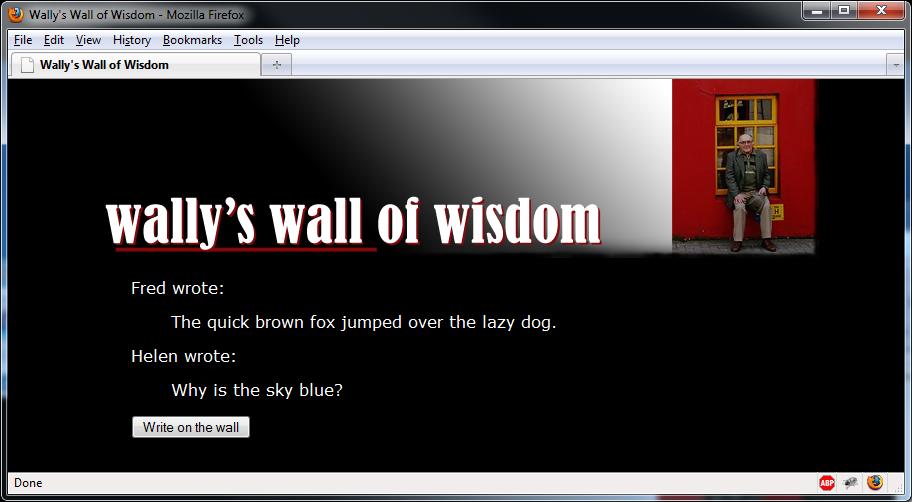 Wally's Wall of Wisdom - Mozilla Firefox
File Edit View History Bookmarks Tools Help
Wally's Wall of Wisdom
wally's wall of wisdom
Fred wrote:
The quick brown fox jumped over the lazy dog.
Helen wrote:
Why is the sky blue?
Write on the wall
Done
ABP